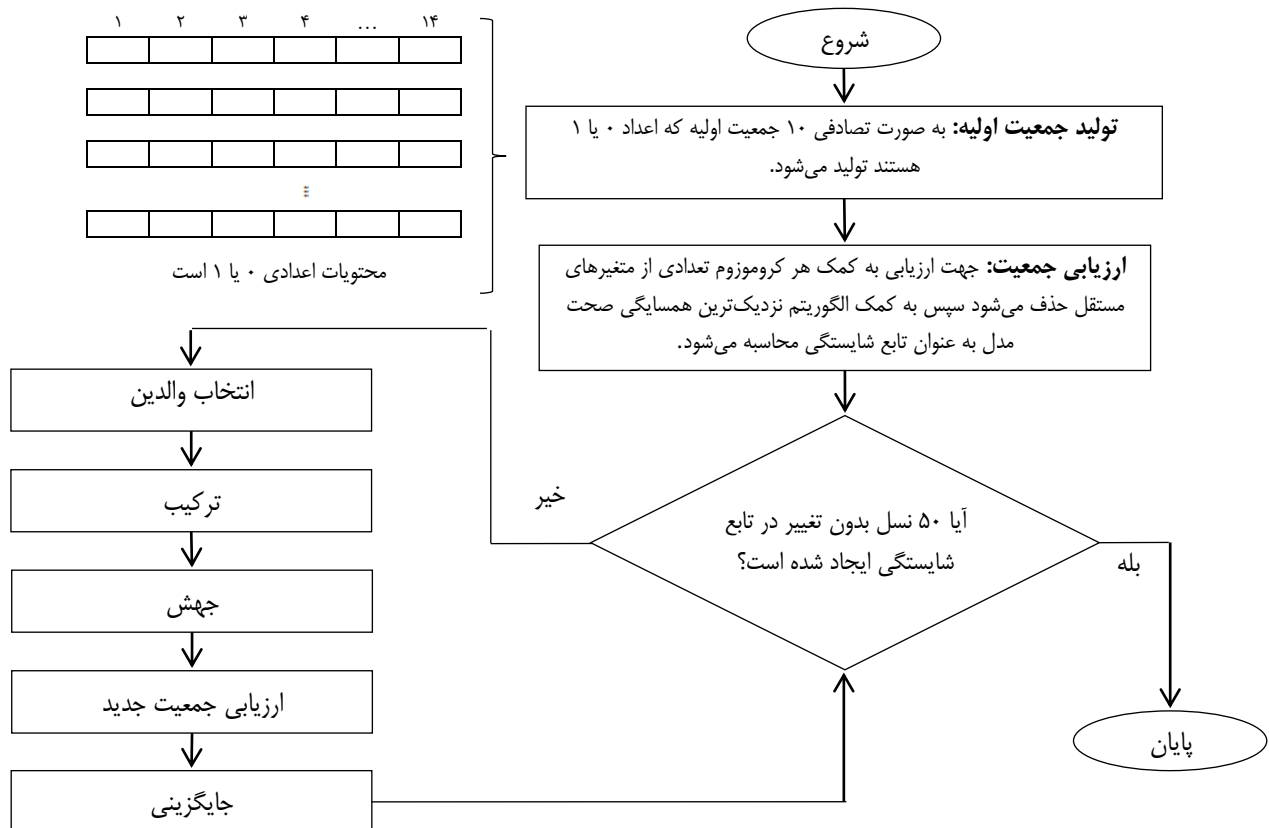 ۱ ۲ ۳ ۴ ... ۱۴
محتویات اعدادی ۰ یا ۱ است
شروع
تولید جمعیت اولیه: به صورت تصادفی ۱۰ جمعیت اولیه که اعداد ۰ یا ۱
هستند تولید می‌شود.
ارزیابی جمعیت: جهت ارزیابی به کمک هر کروموزوم تعدادی از متغیرهای
مستقل حذف می‌شود سپس به کمک الگوریتم نزدیک‌ترین همسایگی صحت
مدل به عنوان تابع شایستگی محاسبه می‌شود.
آیا ۵۰ نسل بدون تغییر در تابع
شایستگی ایجاد شده است؟
بله
پایان
خیر
انتخاب والدین
ترکیب
جهش
ارزیابی جمعیت جدید
جایگزینی